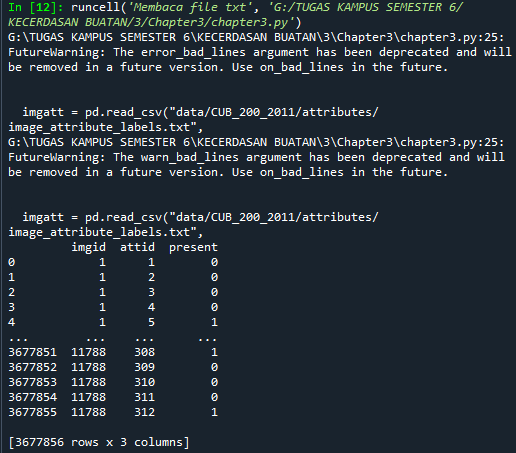 In [12]: runcell('Membaca file txt', 'G:/TUGAS KAMPUS SEMESTER 6/
KECERDASAN BUATAN/3/Chapter3/chapter3.py')
G:\TUGAS KAMPUS SEMESTER 6\KECERDASAN BUATAN\3\Chapter3\chapter3.py:25:
FutureWarning: The error_bad_lines argument has been deprecated and will
be removed in a future version. Use on_bad_lines in the future.
imgatt = pd.read_csv("data/CUB_200_2011/attributes/
image_attribute_labels.txt",
G:\TUGAS KAMPUS SEMESTER 6\KECERDASAN BUATAN\3\Chapter3\chapter3.py:25:
FutureWarning: The warn_bad_lines argument has been deprecated and will
be removed in a future version. Use on_bad_lines in the future.
imgatt = pd.read_csv("data/CUB_200_2011/attributes/
image_attribute_labels.txt",
imgid attid present
0 1 1 0
1 1 2 0
2 1 3 0
3 1 4 0
4 1 5 1
... ... ... ...
3677851 11788 308 1
3677852 11788 309 0
3677853 11788 310 0
3677854 11788 311 0
3677855 11788 312 1
[3677856 rows x 3 columns]